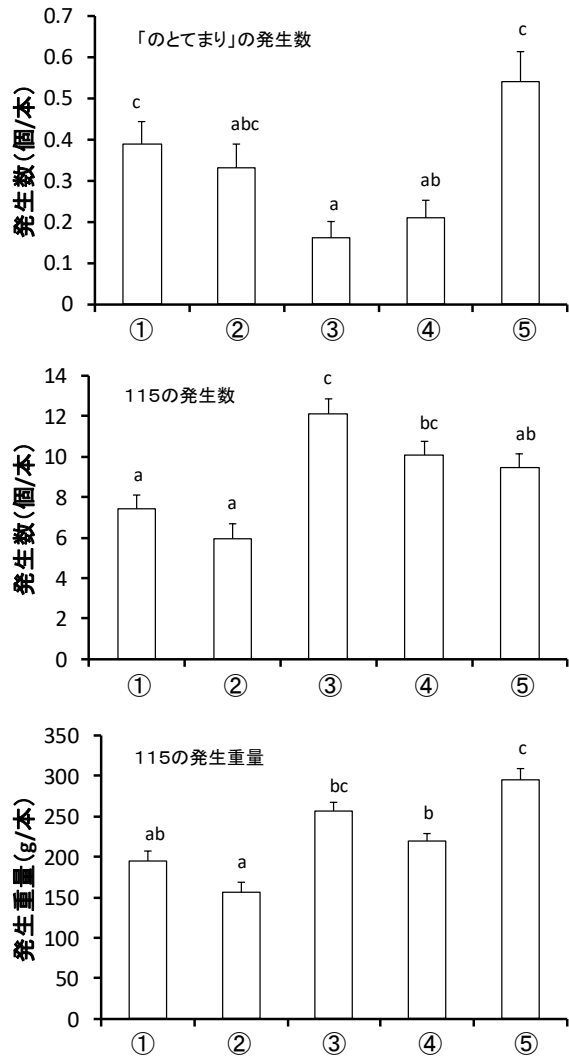 「のとてまり」の発生数
発生数(個/本)
0.7
0.6
0.5
0.4
0.3
0.2
0.1
0
c
abc
a
ab
c
① ② ③ ④ ⑤
115の発生数
発生数(個/本)
14
12
10
8
6
4
2
0
a
a
c
bc
ab
① ② ③ ④ ⑤
115の発生重量
発生重量(g/本)
350
300
250
200
150
100
50
0
ab
a
bc
b
c
① ② ③ ④ ⑤